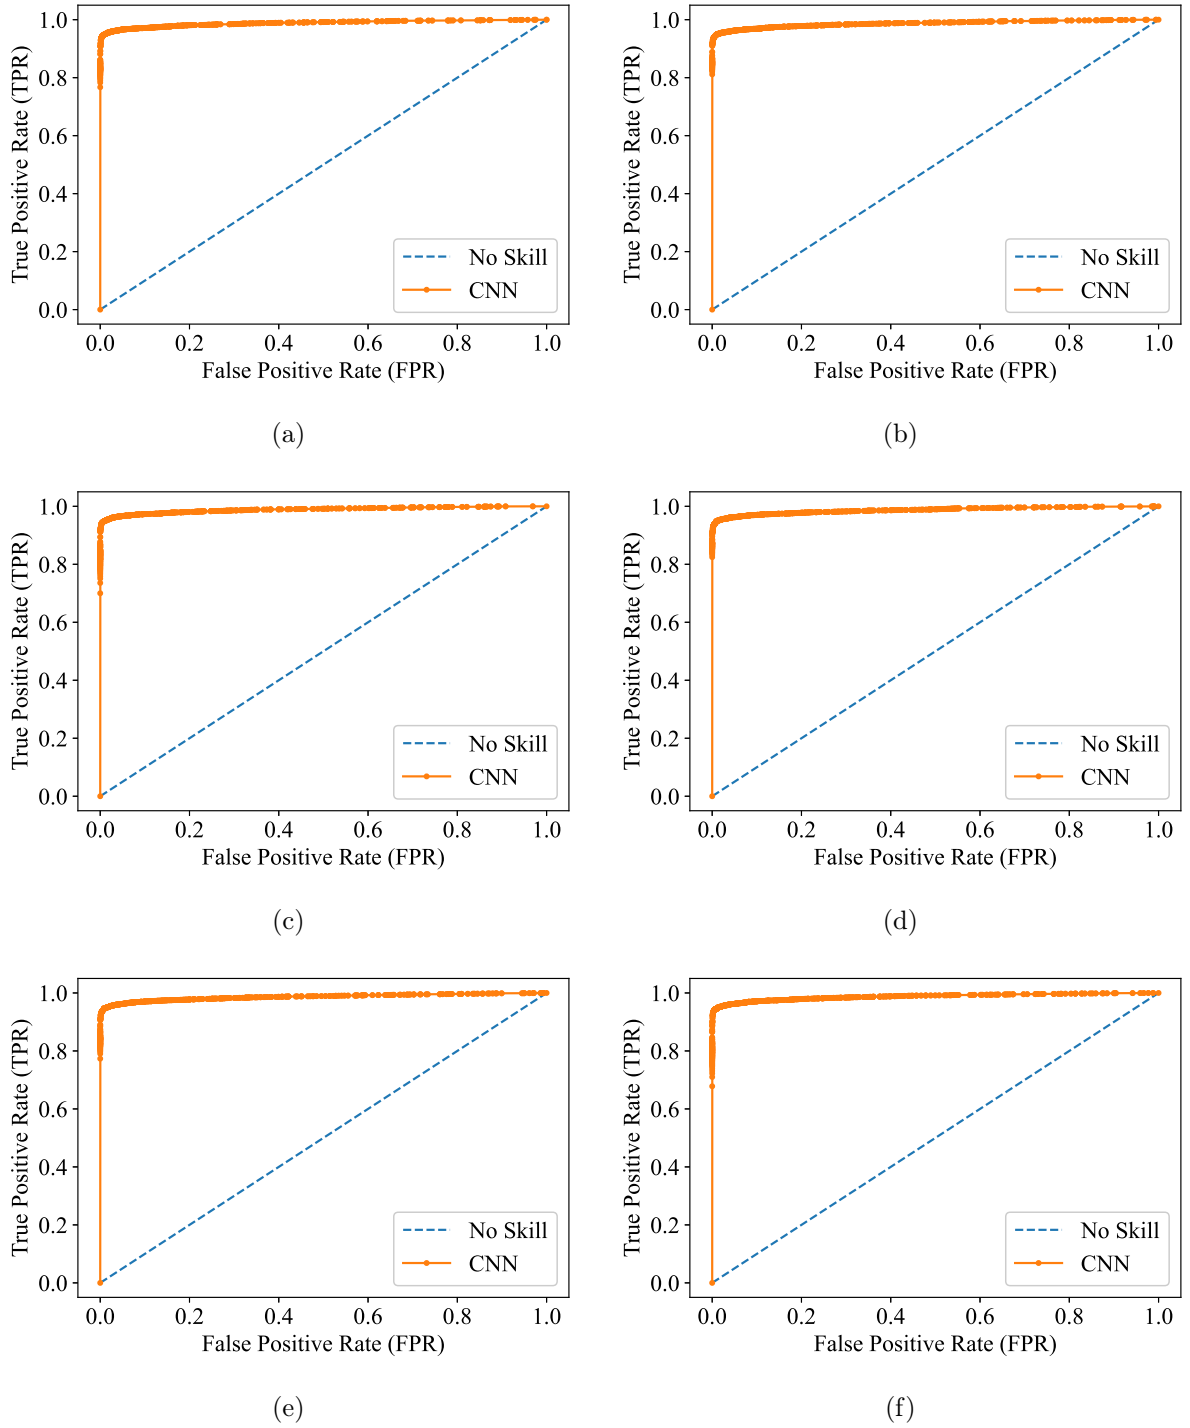 True Positive Rate (TPR)
1.0
0.8
0.6
0.4
0.2
0.0
No Skill
CNN
0.0 0.2 0.4 0.6 0.8 1.0
False Positive Rate (FPR)
(a)
True Positive Rate (TPR)
1.0
0.8
0.6
0.4
0.2
0.0
No Skill
CNN
0.0 0.2 0.4 0.6 0.8 1.0
False Positive Rate (FPR)
(b)
True Positive Rate (TPR)
1.0
0.8
0.6
0.4
0.2
0.0
No Skill
CNN
0.0 0.2 0.4 0.6 0.8 1.0
False Positive Rate (FPR)
(c)
True Positive Rate (TPR)
1.0
0.8
0.6
0.4
0.2
0.0
No Skill
CNN
0.0 0.2 0.4 0.6 0.8 1.0
False Positive Rate (FPR)
(d)
True Positive Rate (TPR)
1.0
0.8
0.6
0.4
0.2
0.0
No Skill
CNN
0.0 0.2 0.4 0.6 0.8 1.0
False Positive Rate (FPR)
(e)
True Positive Rate (TPR)
1.0
0.8
0.6
0.4
0.2
0.0
No Skill
CNN
0.0 0.2 0.4 0.6 0.8 1.0
False Positive Rate (FPR)
(f)